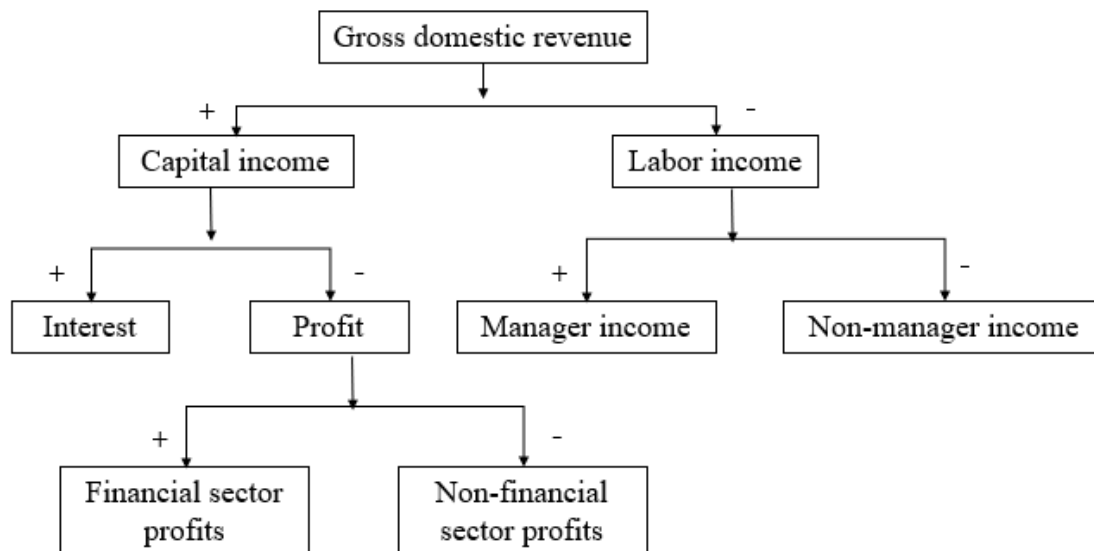 Gross domestic revenue
+ -
Capital income Labor income
+ - + -
Interest Profit Manager income Non-manager income
+ -
Financial sector Non-financial
profits sector profits